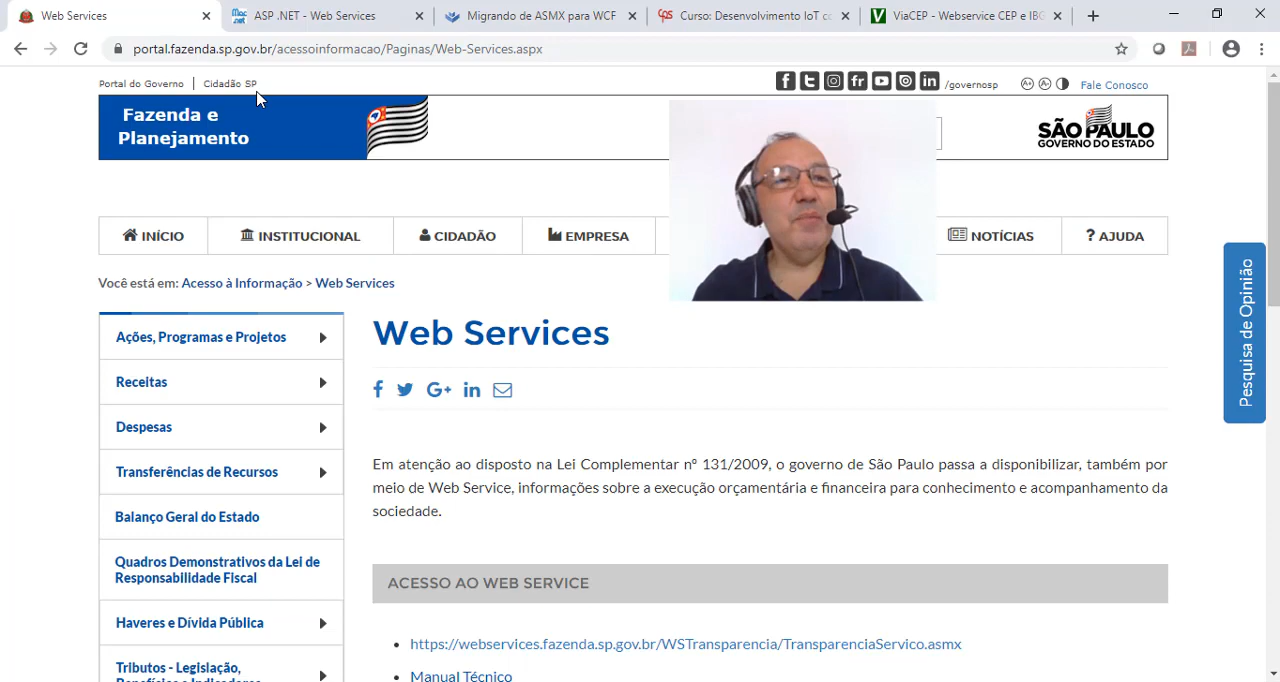 Web Services
ASP .NET - Web Services
Migrando de ASMX para WCF
Curso: Desenvolvimento IoT co
ViaCEP - Webservice CEP e IBG
portal.fazenda.sp.gov.br/acessoinformacao/Paginas/Web-Services.aspx
Portal do Governo | Cidadão SP
/governosp
A+ A- Fale Conosco
Fazenda e
Planejamento
SÃO PAULO
GOVERNO DO ESTADO
INÍCIO
INSTITUCIONAL
CIDADÃO
EMPRESA
NOTÍCIAS
? AJUDA
Você está em: Acesso à Informação > Web Services
Pesquisa de Opinião
Ações, Programas e Projetos
Receitas
Despesas
Transferências de Recursos
Balanço Geral do Estado
Quadros Demonstrativos da Lei de
Responsabilidade Fiscal
Haveres e Dívida Pública
Tributos - Legislação,
Benefícios e Indicadores
Web Services
Em atenção ao disposto na Lei Complementar nº 131/2009, o governo de São Paulo passa a disponibilizar, também por
meio de Web Service, informações sobre a execução orçamentária e financeira para conhecimento e acompanhamento da
sociedade.
ACESSO AO WEB SERVICE
• https://webservices.fazenda.sp.gov.br/WSTransparencia/TransparenciaServico.asmx
• Manual Técnico